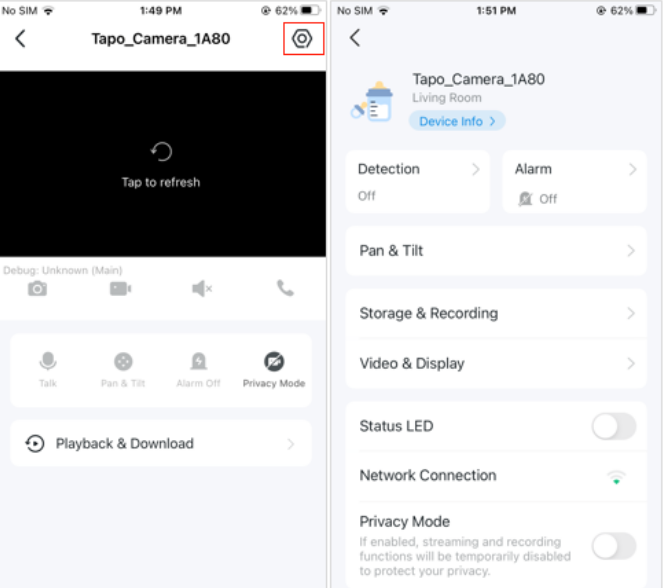 No SIM 1:49 PM 62%
Tapo_Camera_1A80
Tap to refresh
Debug: Unknown (Main)
Talk Pan & Tilt Alarm Off Privacy Mode
Playback & Download
No SIM 1:51 PM 62%
Tapo_Camera_1A80
Living Room
Device Info >
Detection Alarm
Off Off
Pan & Tilt
Storage & Recording
Video & Display
Status LED
Network Connection
Privacy Mode
If enabled, streaming and recording
functions will be temporarily disabled
to protect your privacy.